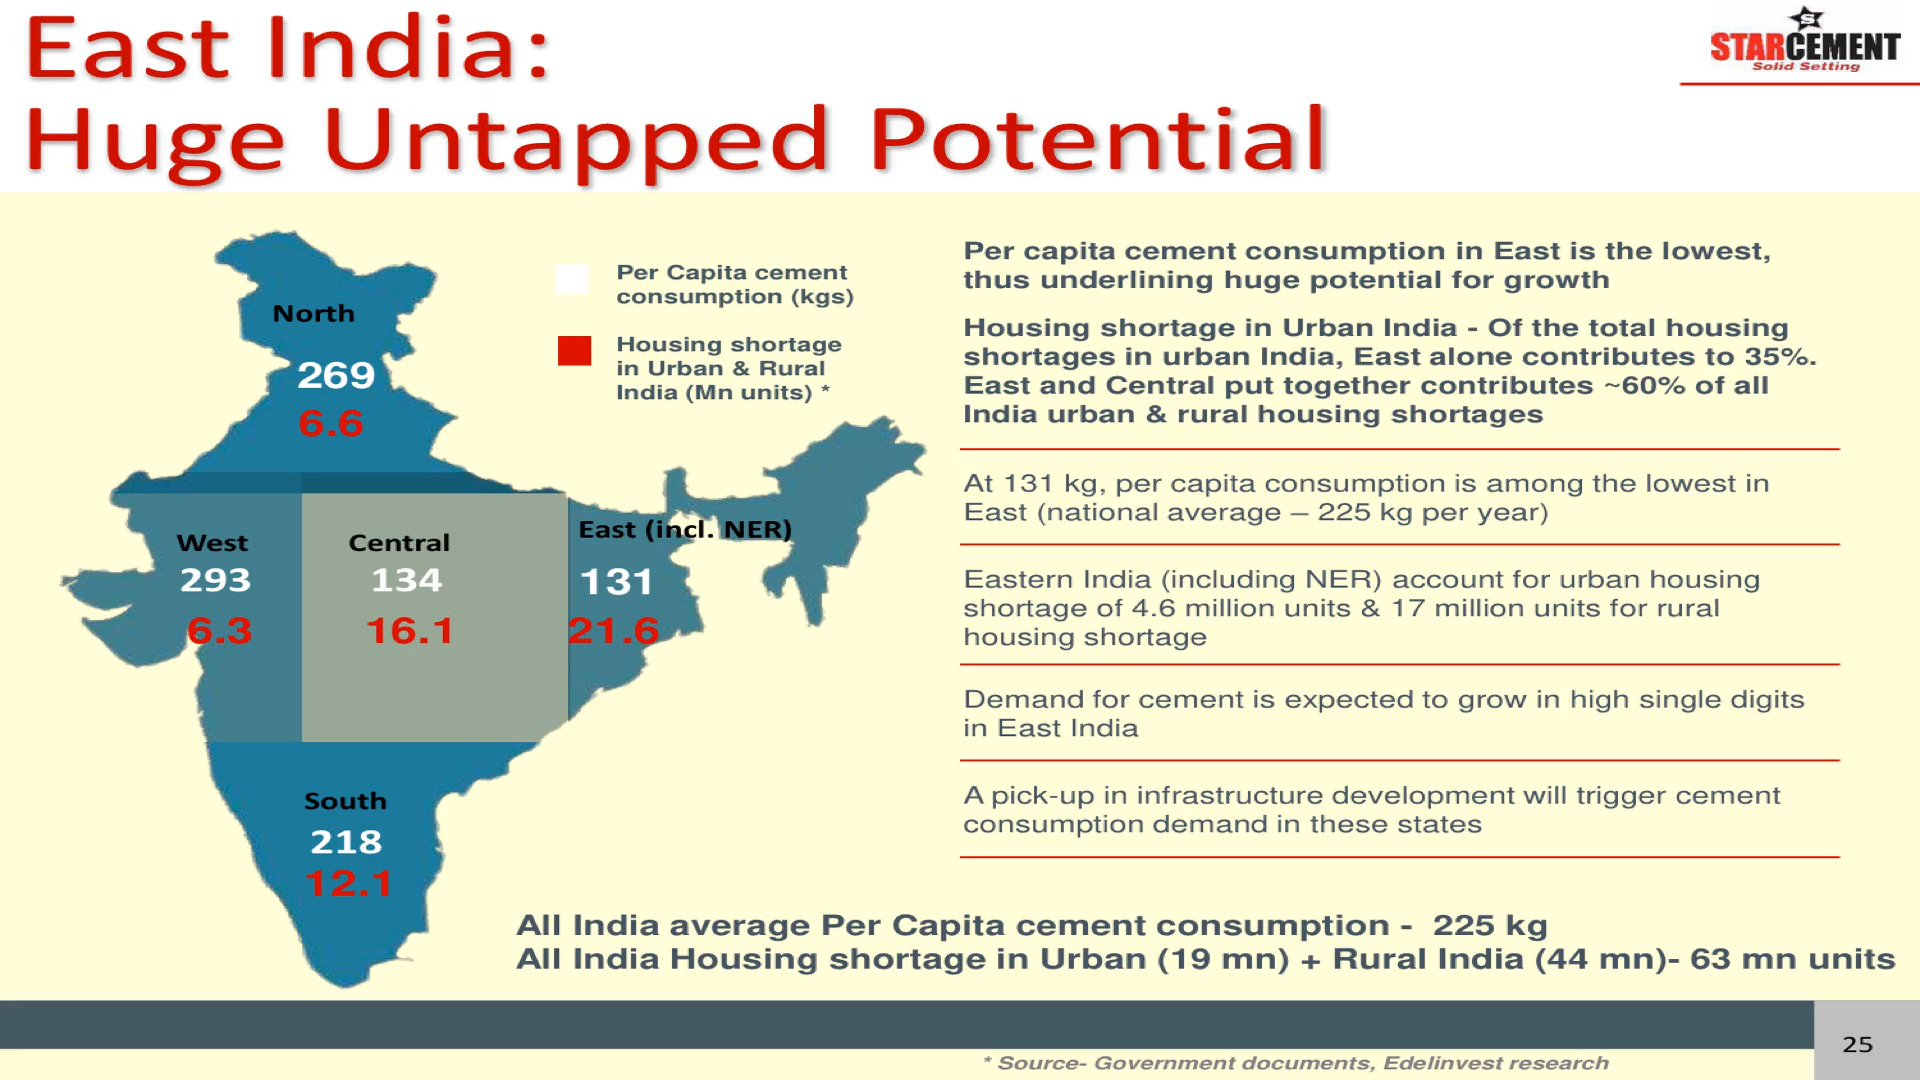 East India:
Huge Untapped Potential
S
STARCEMENT
Solid Setting
North
269
6.6
West
293
6.3
Central
134
16.1
East (incl. NER)
131
21.6
South
218
12.1
Per Capita cement
consumption (kgs)
Housing shortage
in Urban & Rural
India (Mn units) *
Per capita cement consumption in East is the lowest,
thus underlining huge potential for growth
Housing shortage in Urban India - Of the total housing
shortages in urban India, East alone contributes to 35%.
East and Central put together contributes ~60% of all
India urban & rural housing shortages
At 131 kg, per capita consumption is among the lowest in
East (national average – 225 kg per year)
Eastern India (including NER) account for urban housing
shortage of 4.6 million units & 17 million units for rural
housing shortage
Demand for cement is expected to grow in high single digits
in East India
A pick-up in infrastructure development will trigger cement
consumption demand in these states
All India average Per Capita cement consumption - 225 kg
All India Housing shortage in Urban (19 mn) + Rural India (44 mn)- 63 mn units
25
* Source- Government documents, Edelinvest research